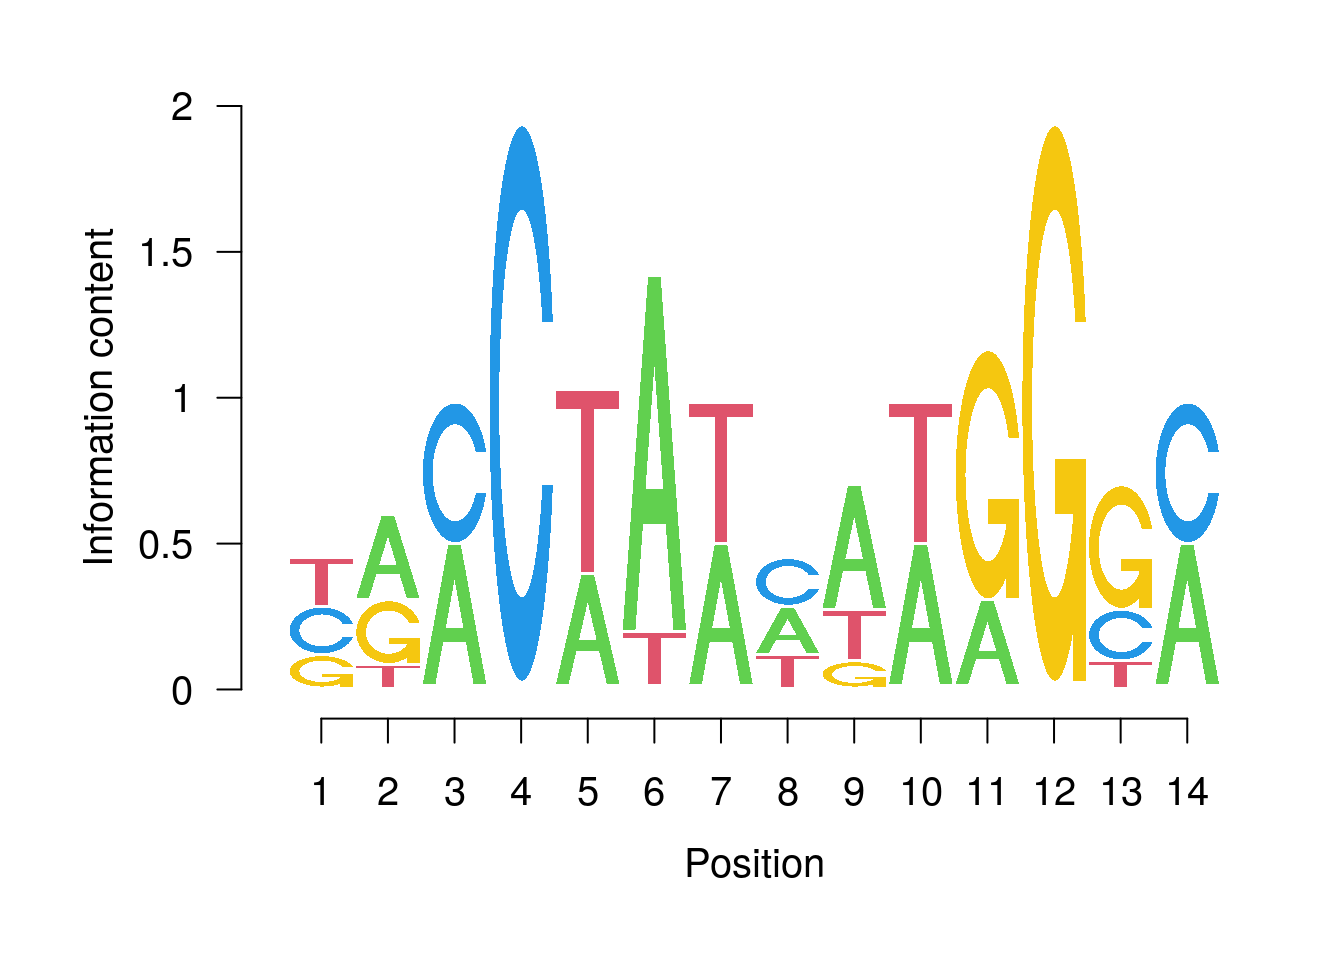 Information content
2
1.5
1
0.5
0
T A C C T A T C A T G G G C
C G A A T A A T A A C A
G T T G T
1 2 3 4 5 6 7 8 9 10 11 12 13 14
Position